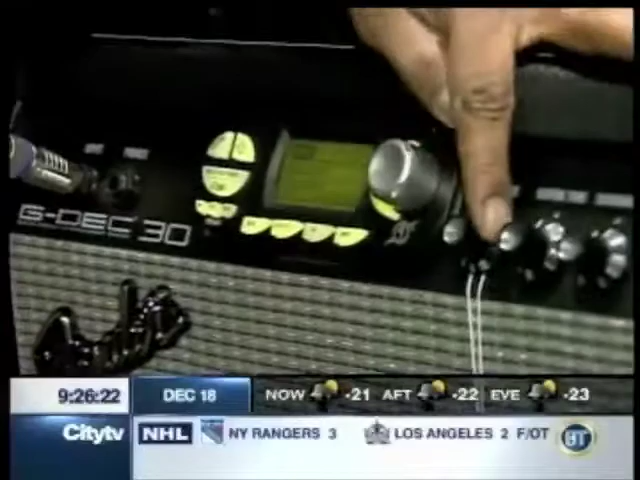 G-DEC 30
9:26:22 DEC 18 NOW -21 AFT -22 EVE -23
Citytv NHL NY RANGERS 3 LOS ANGELES 2 F/OT BT